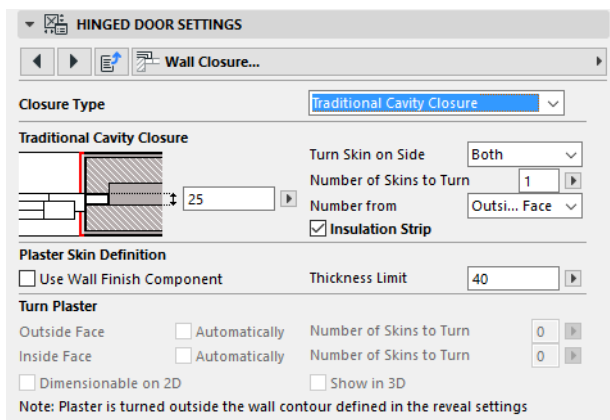 HINGED DOOR SETTINGS
Wall Closure...
Closure Type Traditional Cavity Closure
Traditional Cavity Closure
Turn Skin on Side Both
Number of Skins to Turn 1
25 Number from Outsi... Face
Insulation Strip
Plaster Skin Definition
Use Wall Finish Component Thickness Limit 40
Turn Plaster
Outside Face Automatically Number of Skins to Turn 0
Inside Face Automatically Number of Skins to Turn 0
Dimensionable on 2D Show in 3D
Note: Plaster is turned outside the wall contour defined in the reveal settings